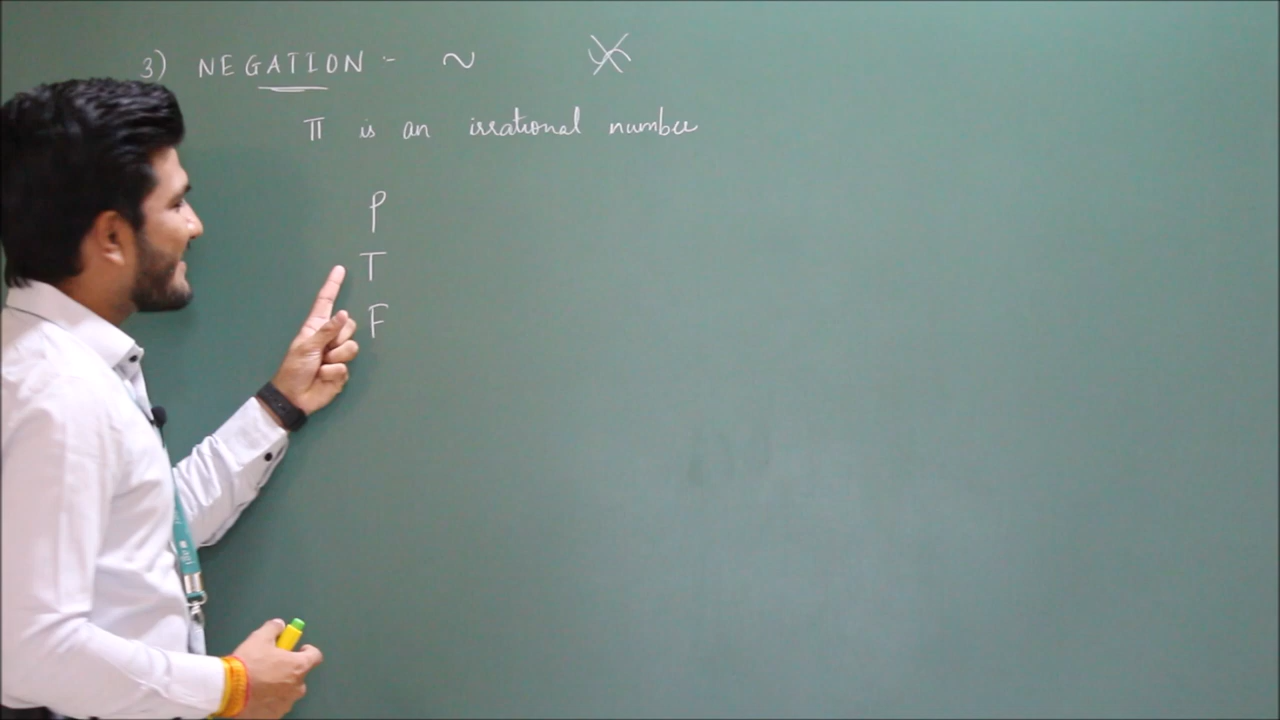 3) NEGATION :- ~
π is an irrational number
P
T
F